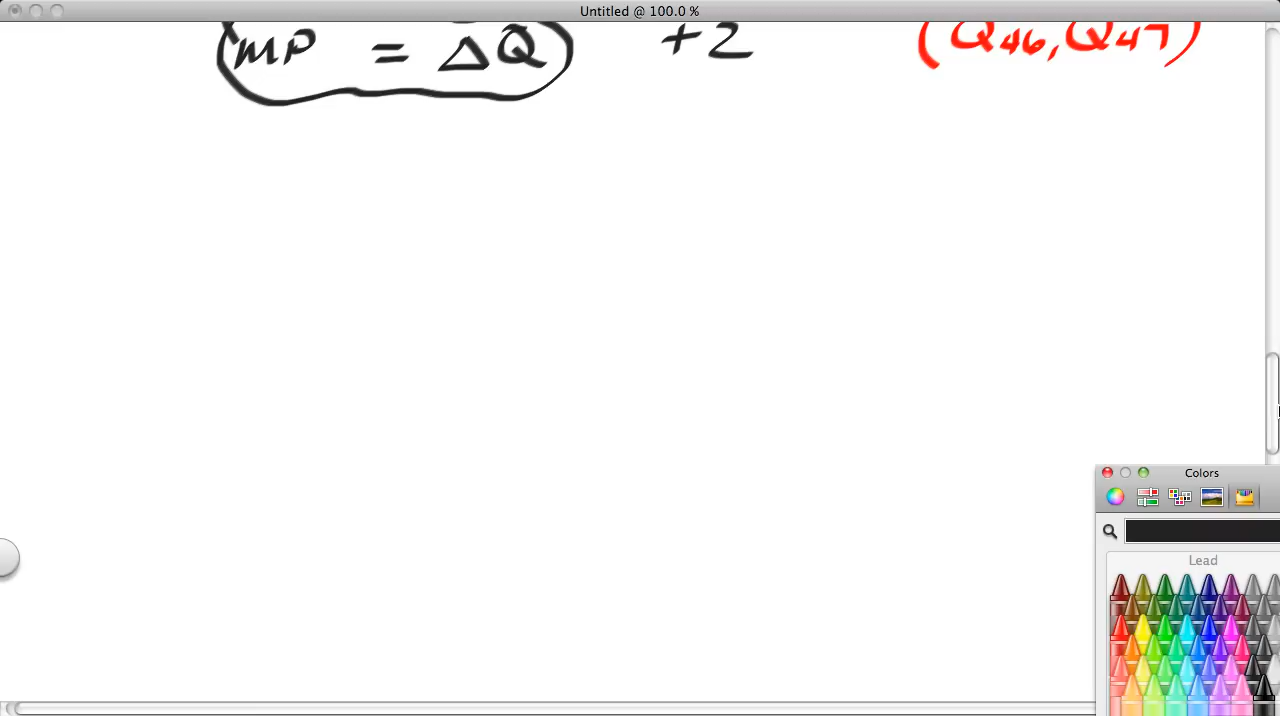 Untitled @ 100.0 %
MP = ΔQ +2 (Q46, Q47)
Colors
Lead